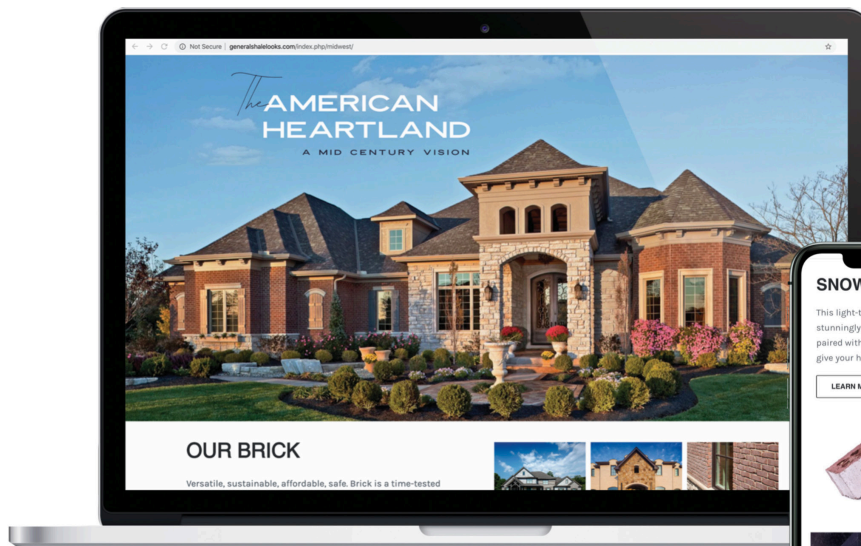 Not Secure | generalshalelooks.com/index.php/midwest/
The AMERICAN
HEARTLAND
A MID CENTURY VISION
OUR BRICK
Versatile, sustainable, affordable, safe. Brick is a time-tested
SNOW
This light-t
stunningly
paired with
give your h
LEARN M